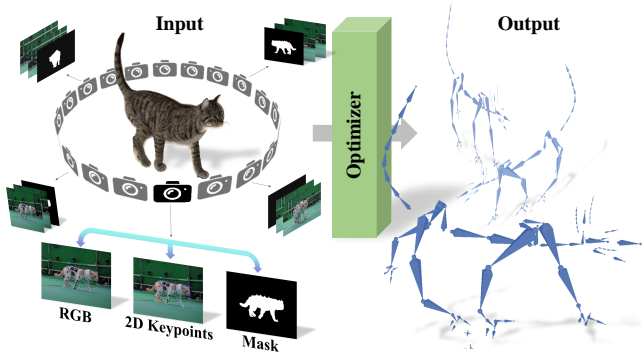 Input
Output
Optimizer
RGB
2D Keypoints
Mask